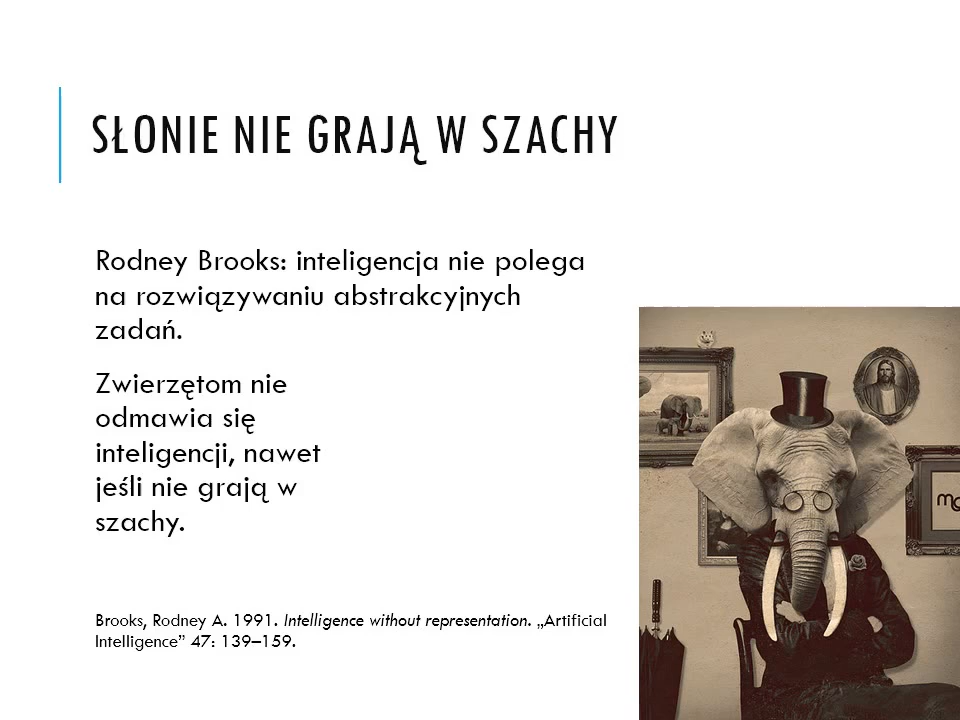 SŁONIE NIE GRAJĄ W SZACHY
Rodney Brooks: inteligencja nie polega
na rozwiązywaniu abstrakcyjnych
zadań.
Zwierzętom nie
odmawia się
inteligencji, nawet
jeśli nie grają w
szachy.
Brooks, Rodney A. 1991. Intelligence without representation. „Artificial
Intelligence” 47: 139–159.